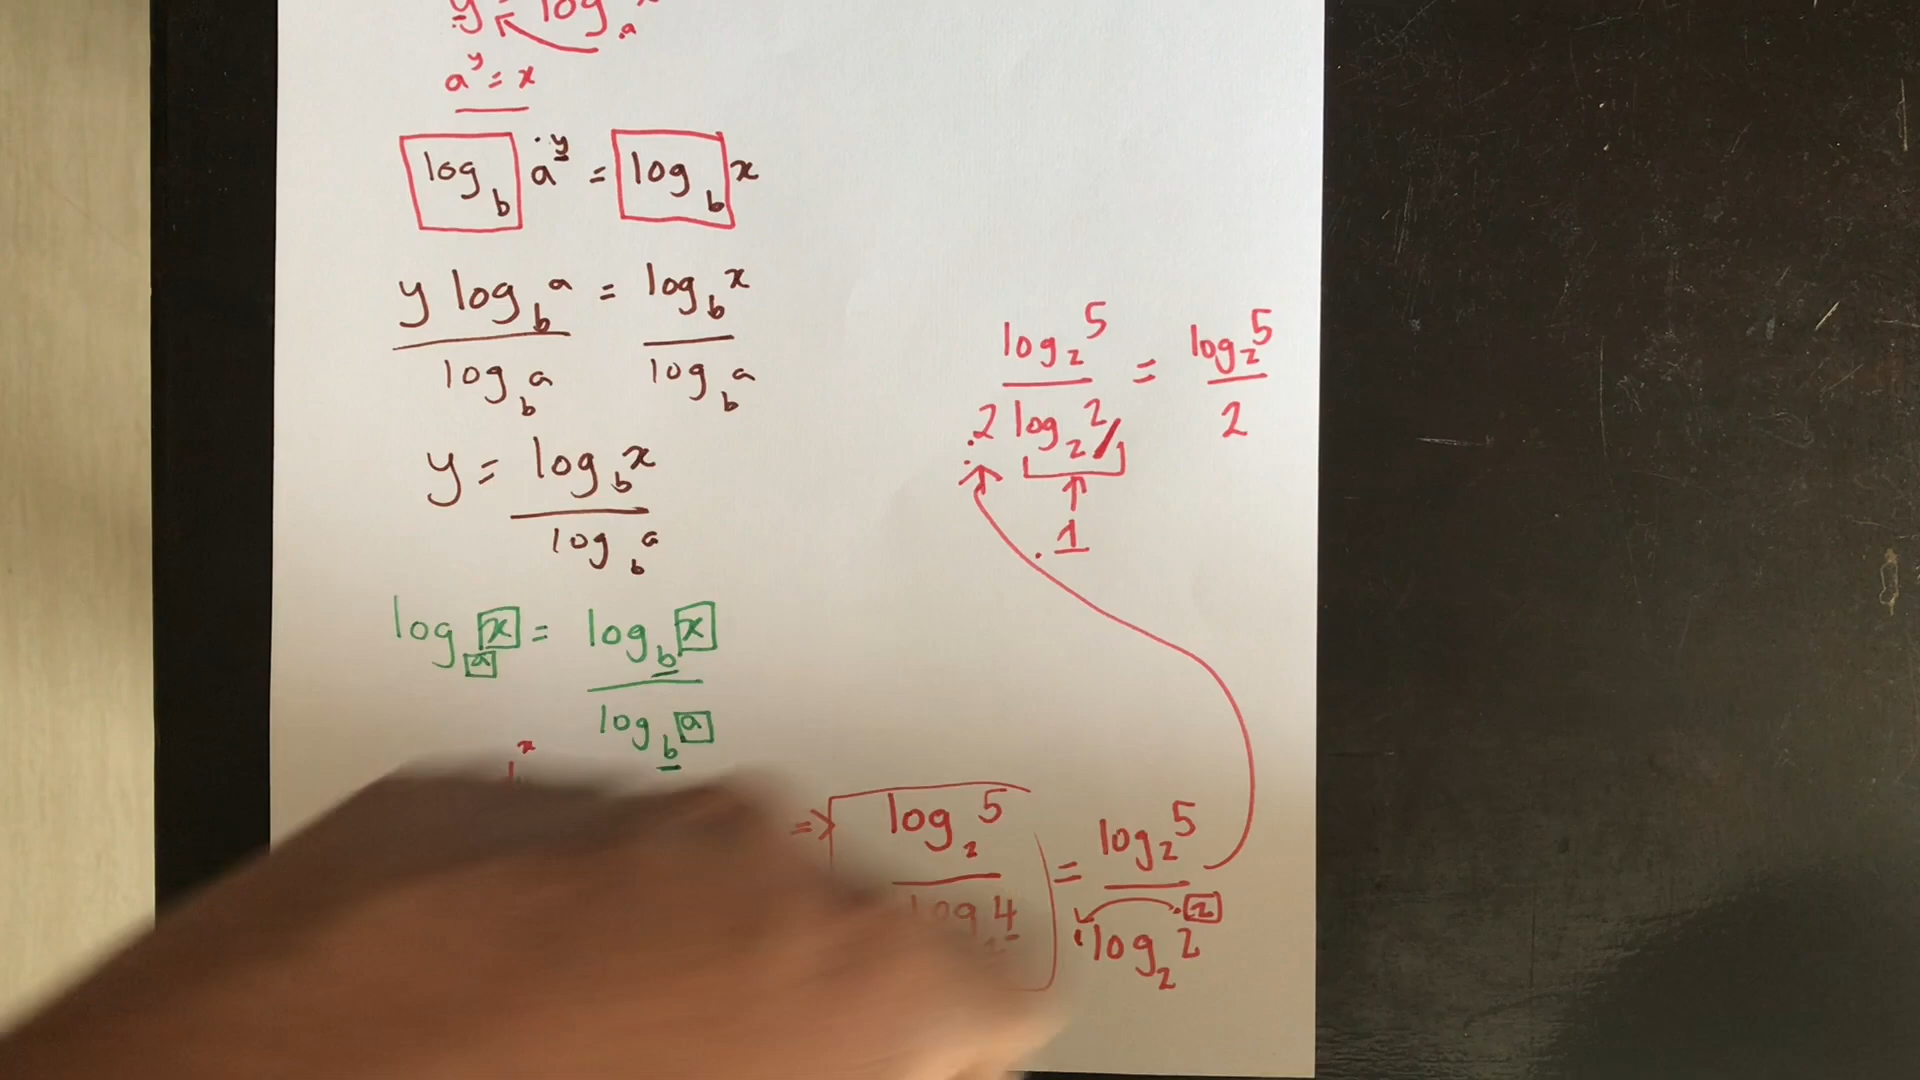 y = log a
a^y = x
log_b a^y = log_b x
y log_b a / log_b a = log_b x / log_b a
y = log_b x / log_b a
log_a x = log_b x / log_b a
x
=> log_2 5 / log 4 = log_2 5 / log_2 2^2
log_2 5 / 2 log_2 2 = log_2 5 / 2
1